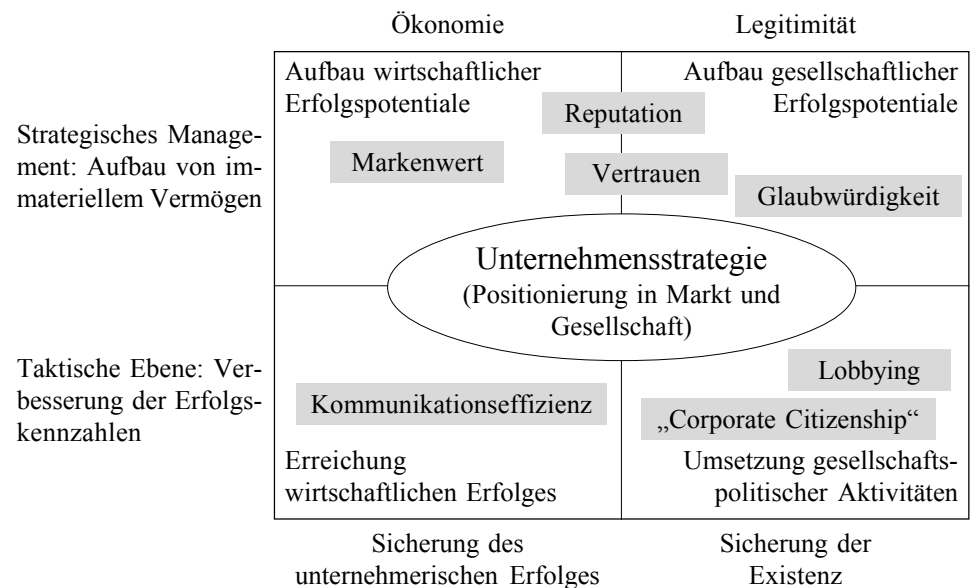 Ökonomie
Legitimität
Aufbau wirtschaftlicher
Erfolgspotentiale
Aufbau gesellschaftlicher
Erfolgspotentiale
Reputation
Strategisches Manage-
ment: Aufbau von im-
materiellem Vermögen
Markenwert
Vertrauen
Glaubwürdigkeit
Unternehmensstrategie
(Positionierung in Markt und
Gesellschaft)
Taktische Ebene: Ver-
besserung der Erfolgs-
kennzahlen
Lobbying
Kommunikationseffizienz
„Corporate Citizenship“
Erreichung
wirtschaftlichen Erfolges
Umsetzung gesellschafts-
politischer Aktivitäten
Sicherung des
unternehmerischen Erfolges
Sicherung der
Existenz